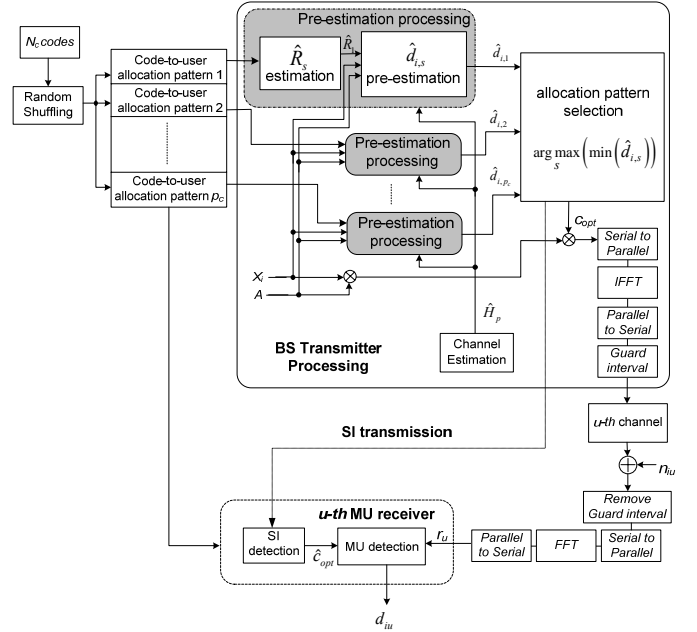 N_c codes
Random
Shuffling
Code-to-user
allocation pattern 1
Code-to-user
allocation pattern 2
Code-to-user
allocation pattern p_c
Pre-estimation processing
R̂_s
estimation
R̂_1
d̂_{i,s}
pre-estimation
d̂_{i,1}
Pre-estimation
processing
d̂_{i,2}
Pre-estimation
processing
d̂_{i,p_c}
allocation pattern
selection
arg max_s (min(d̂_{i,s}))
c_opt
X_i
A
Ĥ_p
Channel
Estimation
BS Transmitter
Processing
Serial to
Parallel
IFFT
Parallel
to Serial
Guard
interval
u-th channel
n_iu
Remove
Guard interval
Serial to
Parallel
FFT
Parallel
to Serial
r_u
SI transmission
u-th MU receiver
SI
detection
ĉ_opt
MU detection
d_iu